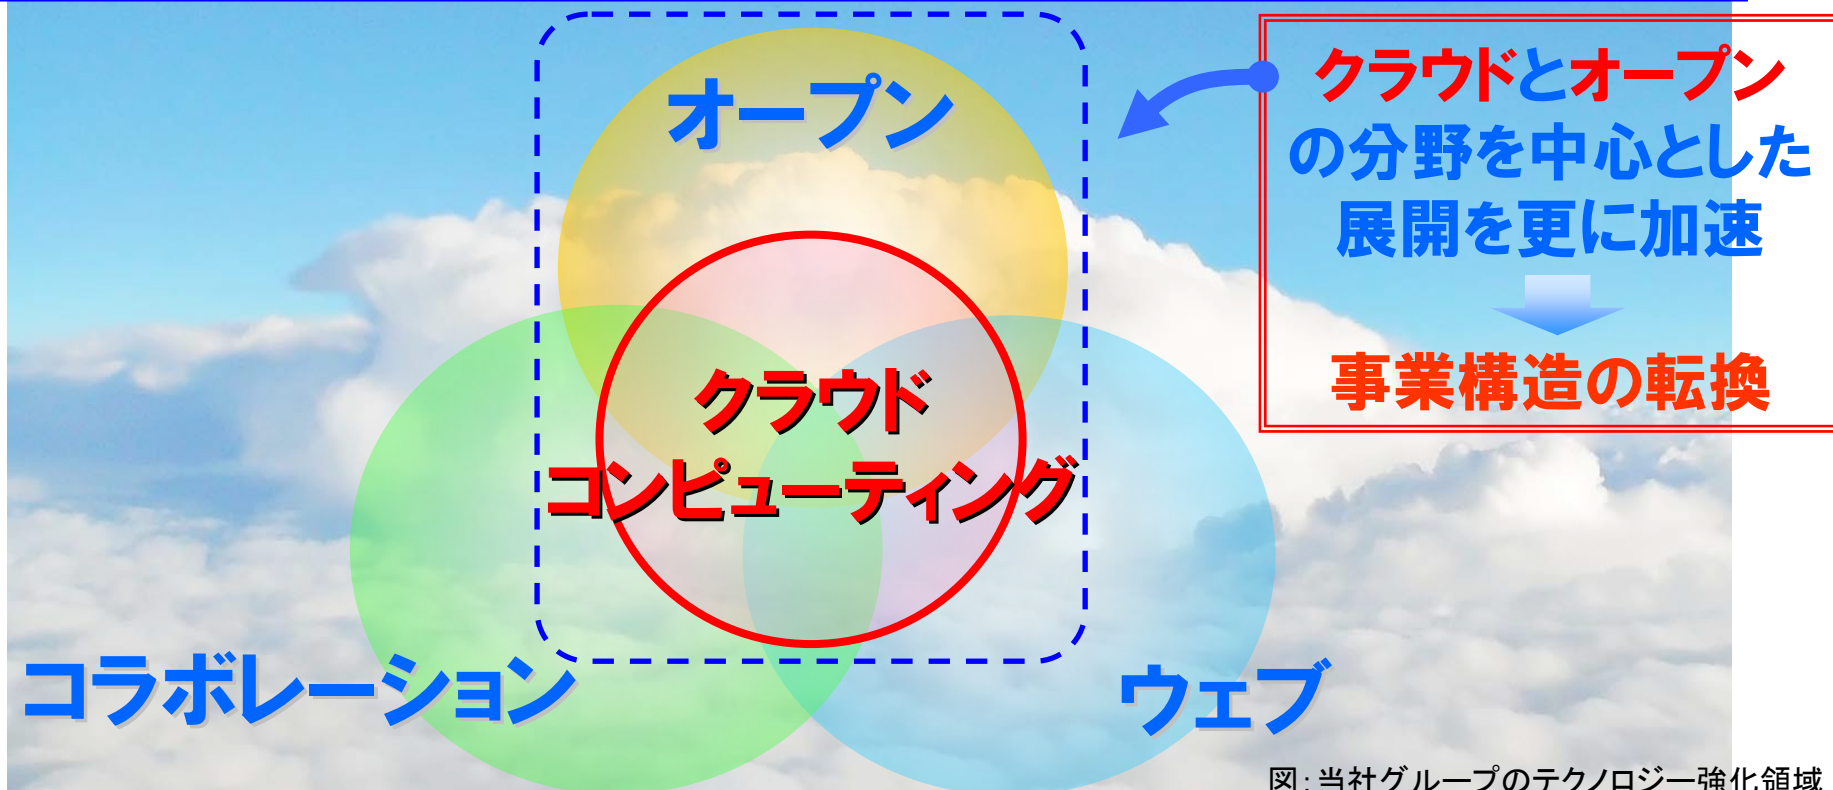 オープン
クラウドとオープン
の分野を中心とした
展開を更に加速
事業構造の転換
クラウド
コンピューティング
コラボレーション
ウェブ
図：当社グループのテクノロジー強化領域